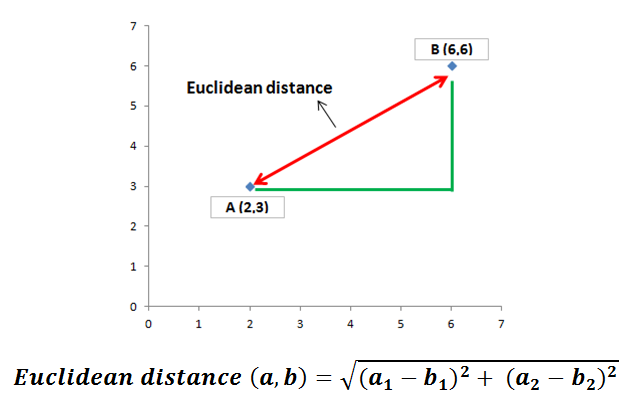 7
B (6,6)
6
Euclidean distance
5
4
3
A (2,3)
2
1
0
0 1 2 3 4 5 6 7
Euclidean distance (a, b) = √(a₁ − b₁)² + (a₂ − b₂)²